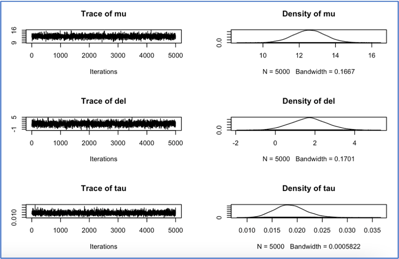 Trace of mu
Density of mu
9 16
0 1000 2000 3000 4000 5000
Iterations
0.0
10 12 14 16
N = 5000 Bandwidth = 0.1667
Trace of del
Density of del
-1 5
0 1000 2000 3000 4000 5000
Iterations
0.0
-2 0 2 4
N = 5000 Bandwidth = 0.1701
Trace of tau
Density of tau
0.010
0 1000 2000 3000 4000 5000
Iterations
0
0.010 0.015 0.020 0.025 0.030 0.035
N = 5000 Bandwidth = 0.0005822